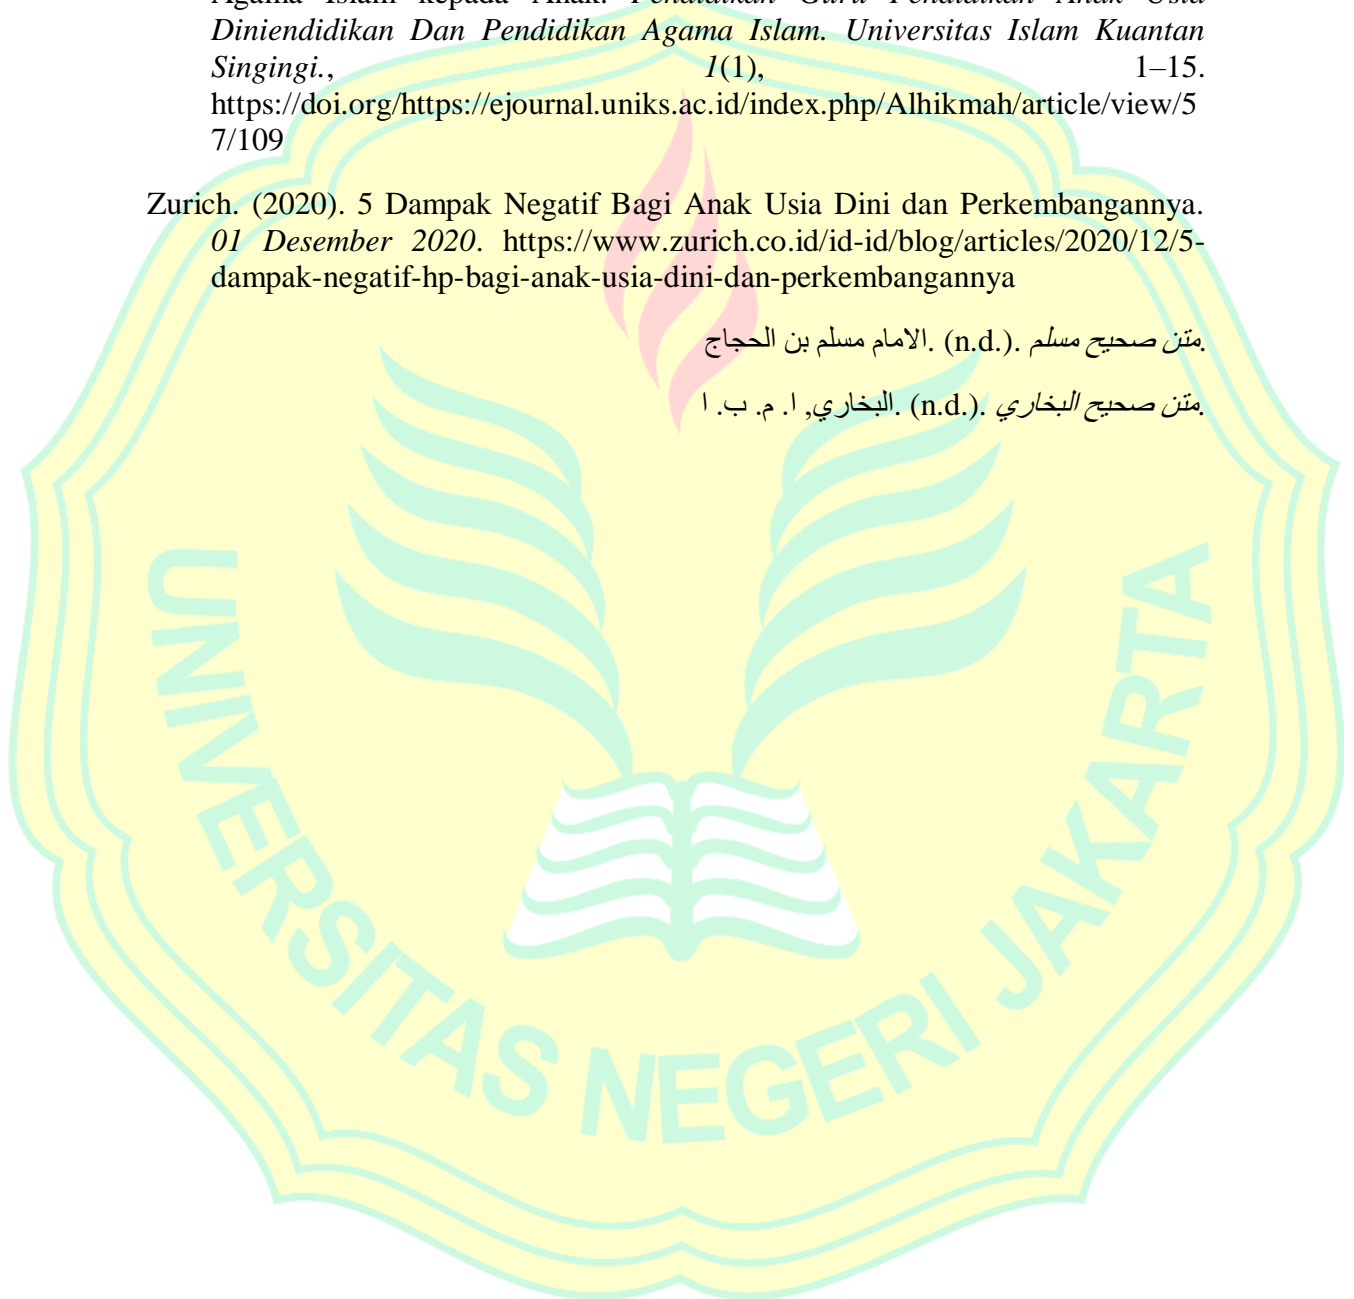 Agama Islam kepada Anak. Pendidikan Guru Pendidikan Anak Usia
Diniendidikan Dan Pendidikan Agama Islam. Universitas Islam Kuantan
Singingi., 1(1), 1–15.
https://doi.org/https://ejournal.uniks.ac.id/index.php/Alhikmah/article/view/5
7/109
Zurich. (2020). 5 Dampak Negatif Bagi Anak Usia Dini dan Perkembangannya.
01 Desember 2020. https://www.zurich.co.id/id-id/blog/articles/2020/12/5-
dampak-negatif-hp-bagi-anak-usia-dini-dan-perkembangannya
الامام مسلم بن الحجاج. (n.d.). متن صحيح مسلم.
البخاري, ا. م. ب. ا. (n.d.). متن صحيح البخاري.
UNIVERSITAS NEGERI JAKARTA